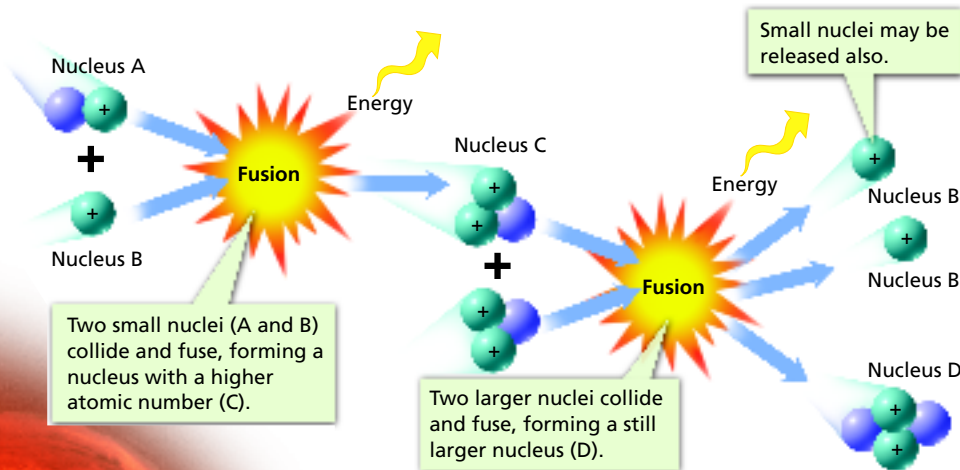 Nucleus A
+
+
+
Nucleus B
Fusion
Energy
Two small nuclei (A and B)
collide and fuse, forming a
nucleus with a higher
atomic number (C).
Nucleus C
+
+
+
+
+
Fusion
Two larger nuclei collide
and fuse, forming a still
larger nucleus (D).
Energy
Small nuclei may be
released also.
+
Nucleus B
+
Nucleus B
Nucleus D
+
+